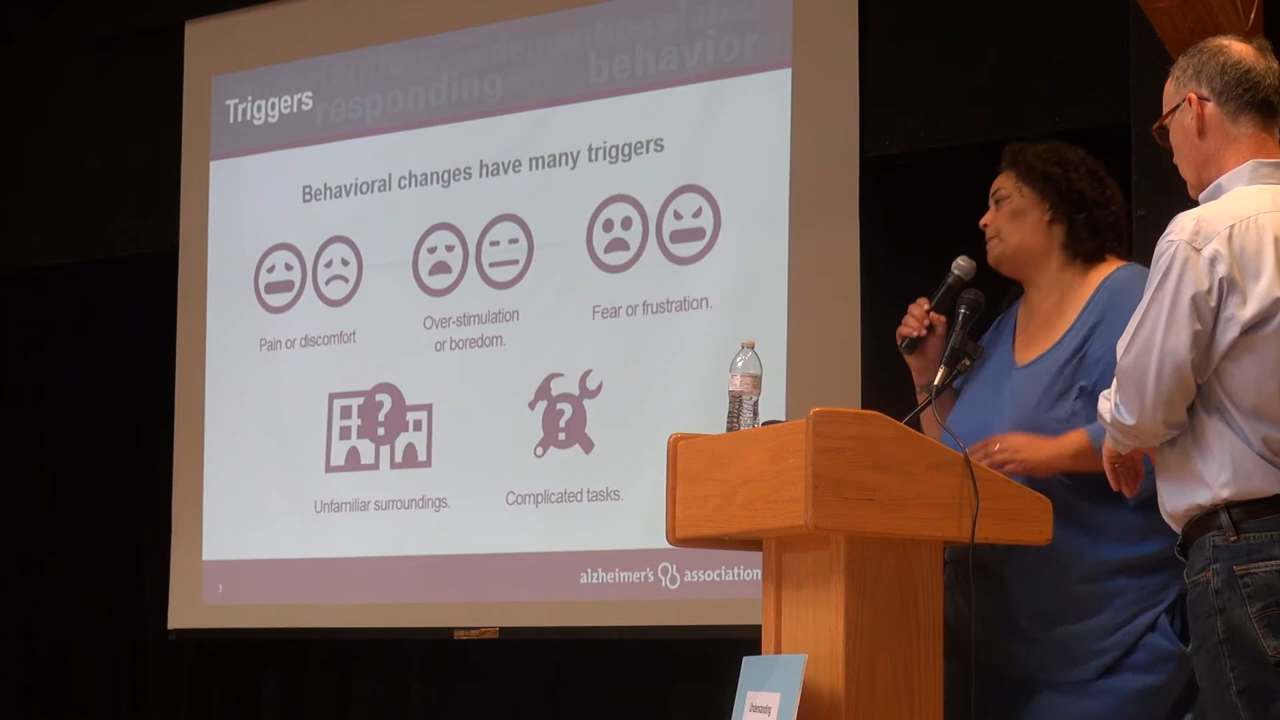 responding
behavior
Triggers
Behavioral changes have many triggers
Pain or discomfort
Over-stimulation
or boredom.
Fear or frustration.
?
?
Unfamiliar surroundings.
Complicated tasks.
3
alzheimer's association
Understanding